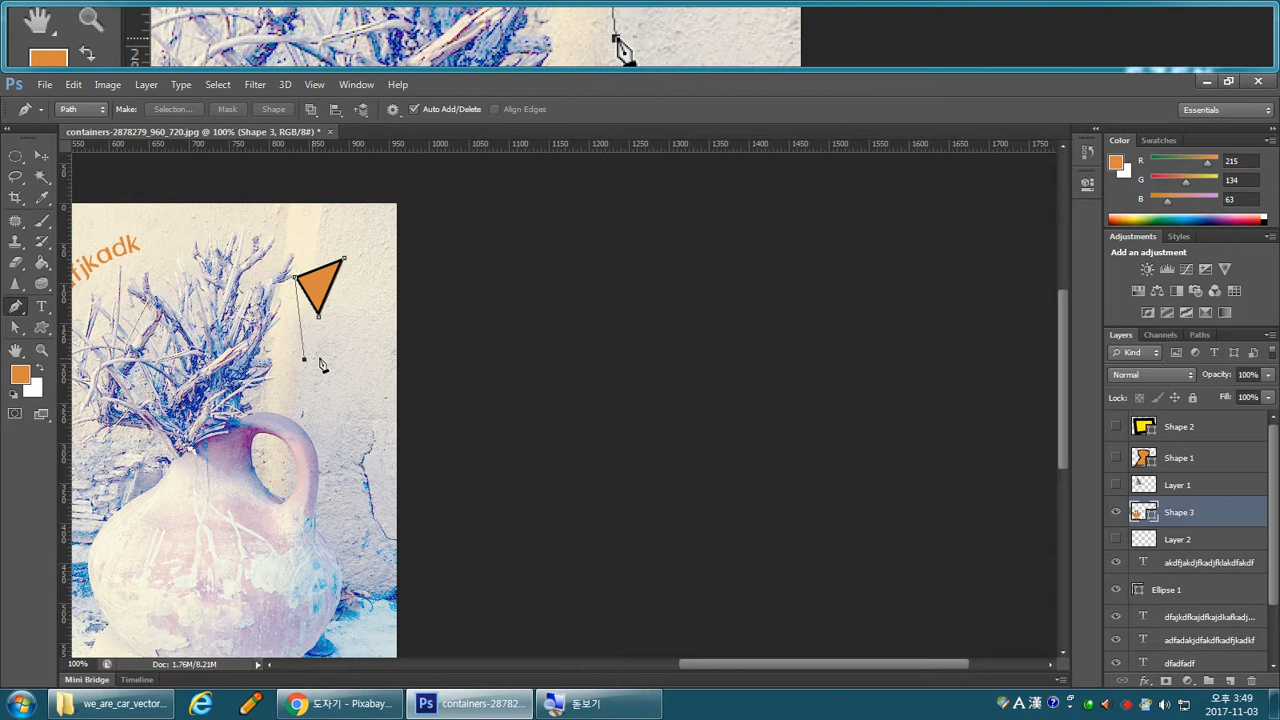 Ps File Edit Image Layer Type Select Filter 3D View Window Help
Path Make: Selection... Mask Shape Auto Add/Delete Align Edges Essentials
containers-2878279_960_720.jpg @ 100% (Shape 3, RGB/8#) * ×
550 600 650 700 750 800 850 900 950 1000 1050 1100 1150 1200 1250 1300 1350 1400 1450 1500 1550 1600 1650 1700 1750
Color Swatches
R 215
G 134
B 63
fjkadk
Adjustments Styles
Add an adjustment
Layers Channels Paths
Kind
Normal Opacity: 100%
Lock: Fill: 100%
Shape 2
Shape 1
Layer 1
Shape 3
Layer 2
T akdfjakdjfkadjfklakdfakdf
Ellipse 1
T dfajkdfkajdfkajdkafkadj...
T adfadakjdfakdfkadfjkadkf
T dfadfadf
100% Doc: 1.76M/8.21M
Mini Bridge Timeline
we_are_car_vector... 도자기 - Pixabay... Ps containers-28782... 돋보기
A 漢 오후 3:49
2017-11-03